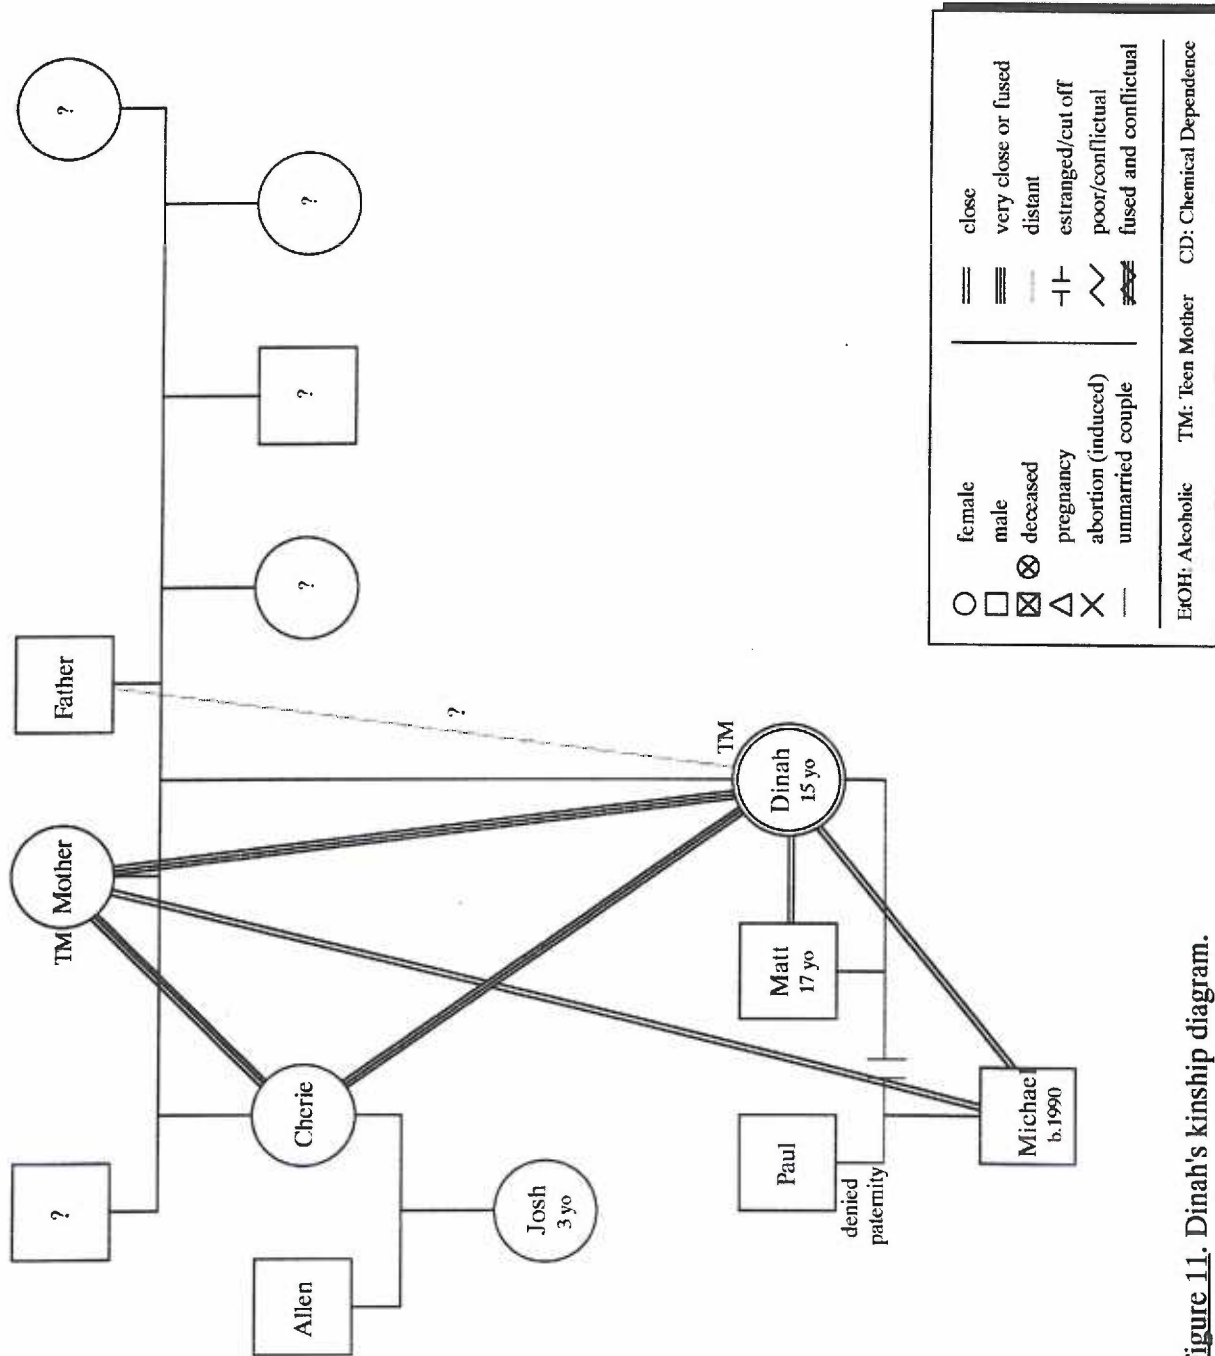 ?
TM Mother
Father
?
Allen
Cherie
?
?
?
?
Josh
3 yo
TM
Paul
Matt
17 yo
Dinah
15 yo
denied
paternity
Michael
b.1990
female
male
deceased
pregnancy
abortion (induced)
unmarried couple
close
very close or fused
distant
estranged/cut off
poor/conflictual
fused and conflictual
EtOH: Alcoholic TM: Teen Mother CD: Chemical Dependence
igure 11. Dinah's kinship diagram.